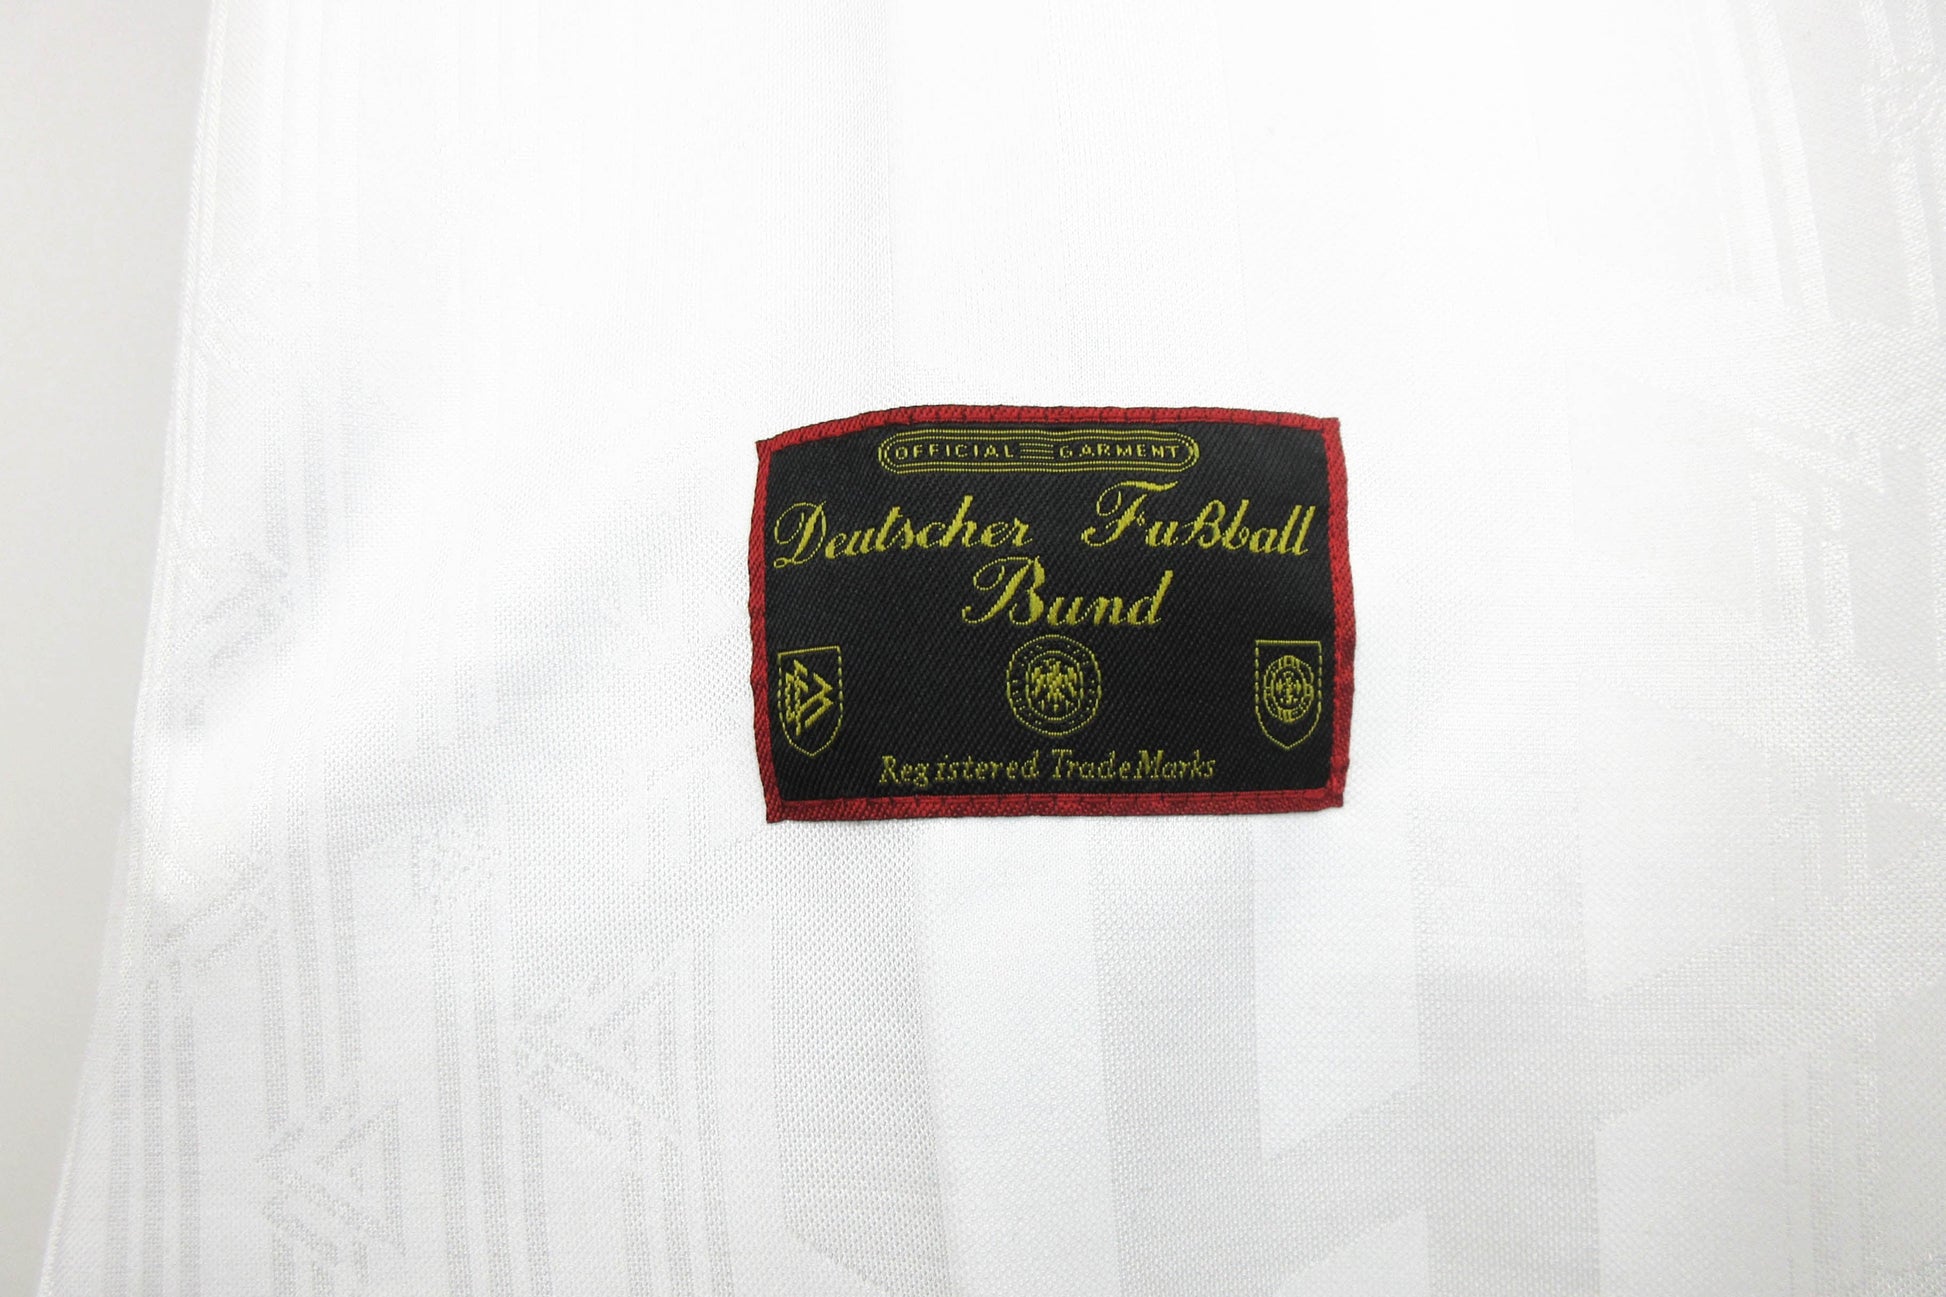 OFFICIAL GARMENT
Deutscher Fußball
Bund
Registered TradeMarks